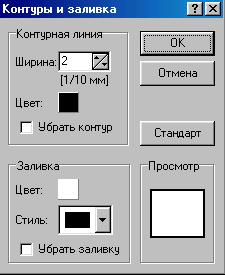 Контуры и заливка
Контурная линия
Ширина: 2
[1/10 мм]
Цвет:
Убрать контур
OK
Отмена
Стандарт
Заливка
Цвет:
Стиль:
Убрать заливку
Просмотр